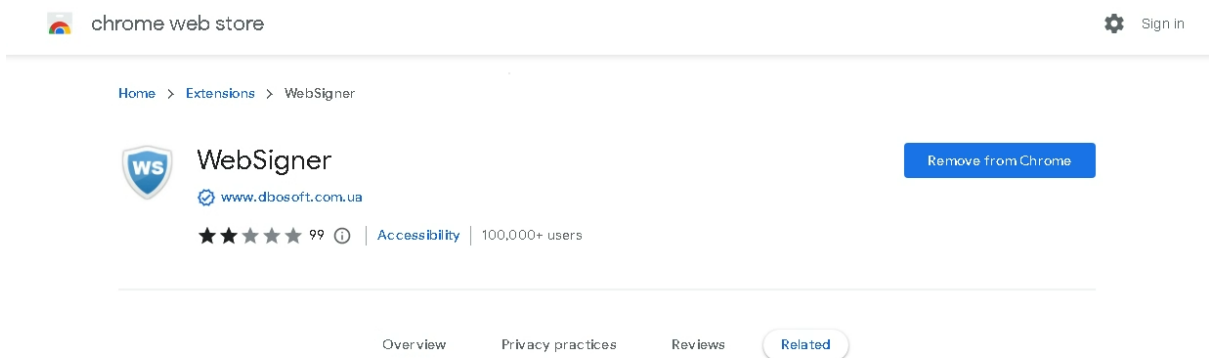 chrome web store
Sign in
Home > Extensions > WebSigner
WS
WebSigner
Remove from Chrome
www.dbosoft.com.ua
99 | Accessibility | 100,000+ users
Overview Privacy practices Reviews Related